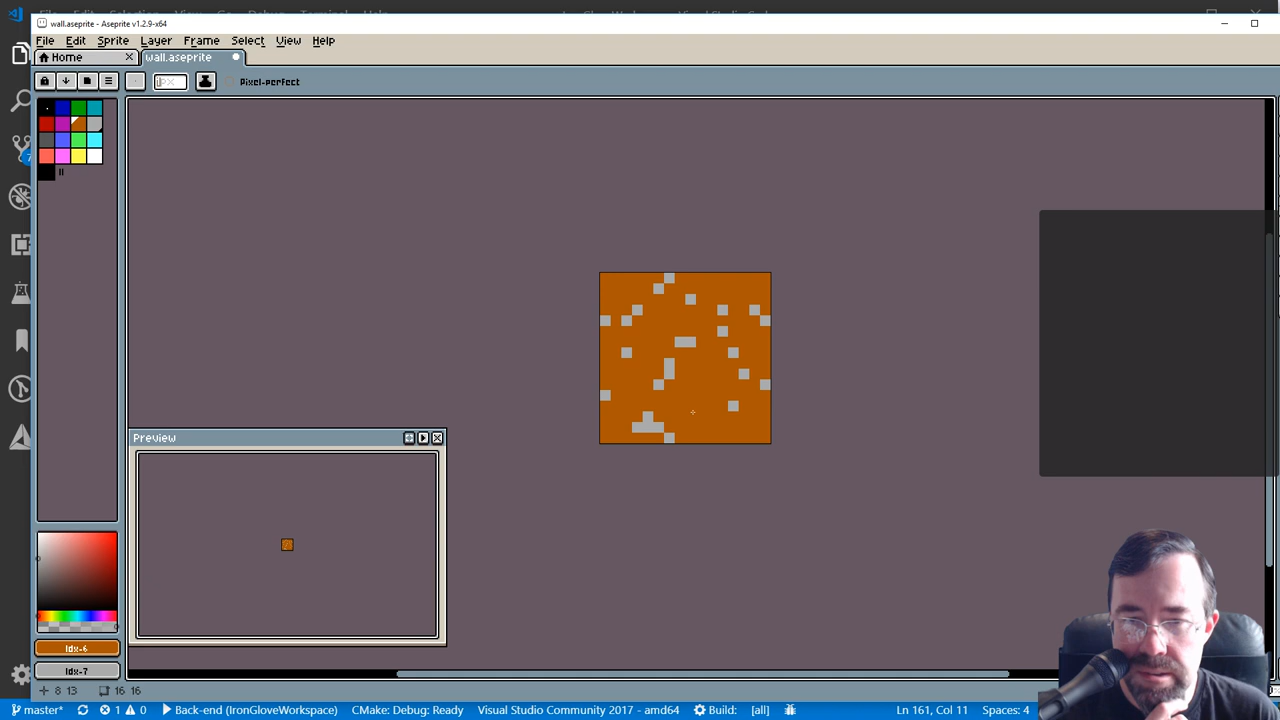 wall.aseprite - Aseprite v1.2.9-x64
File Edit Sprite Layer Frame Select View Help
Home wall.aseprite
Pixel-perfect
Preview
Idx-6
Idx-7
8 13 16 16
master* 1 0 Back-end (IronGloveWorkspace) CMake: Debug: Ready Visual Studio Community 2017 - amd64 Build: [all] Ln 161, Col 11 Spaces: 4